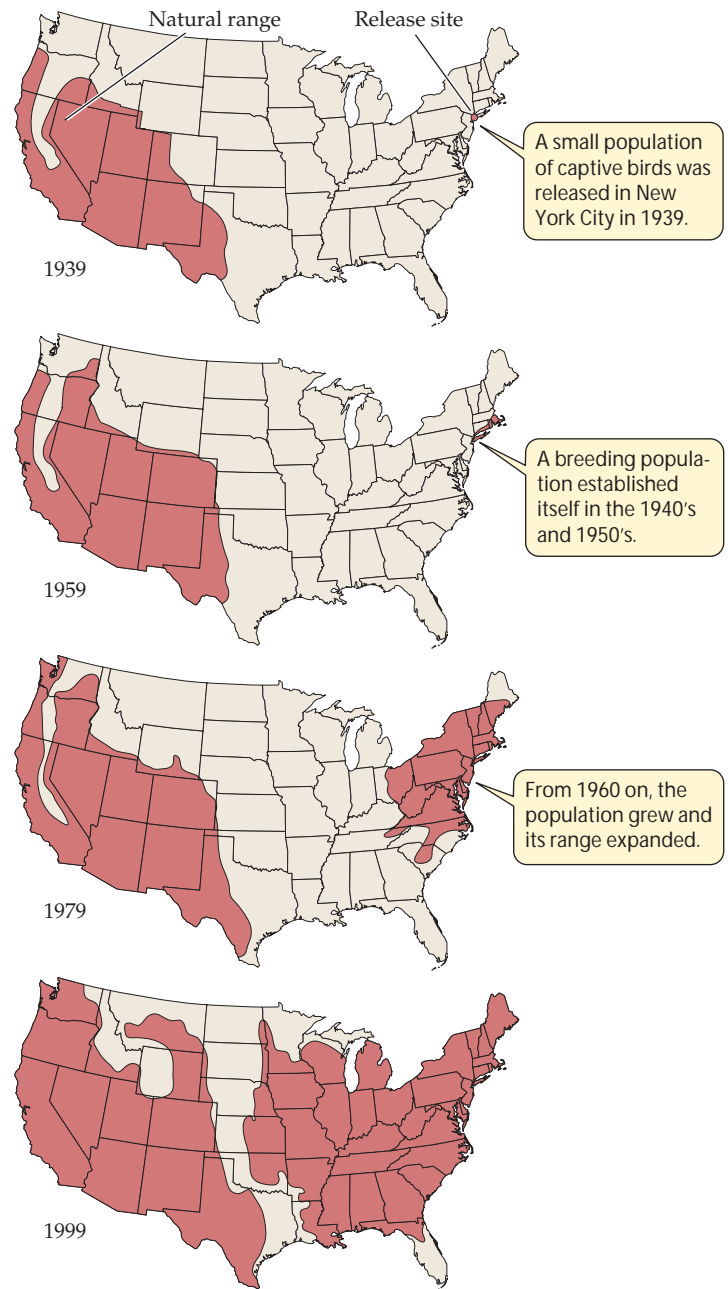 Natural range
Release site
A small population
of captive birds was
released in New
York City in 1939.
1939
A breeding popula-
tion established
itself in the 1940's
and 1950's.
1959
From 1960 on, the
population grew and
its range expanded.
1979
1999